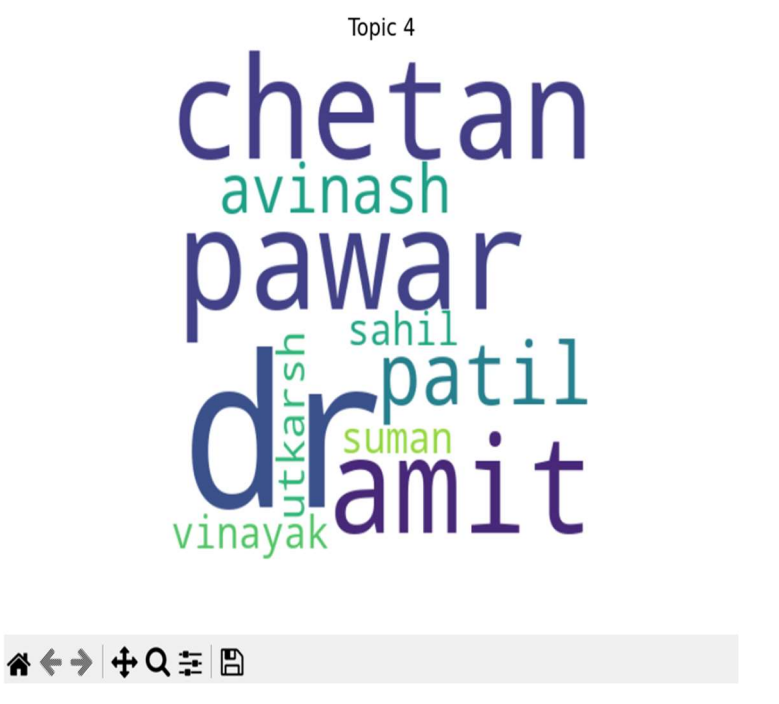 Topic 4
chetan
avinash
pawar
sahil
utkarsh
patil
dr
suman
amit
vinayak